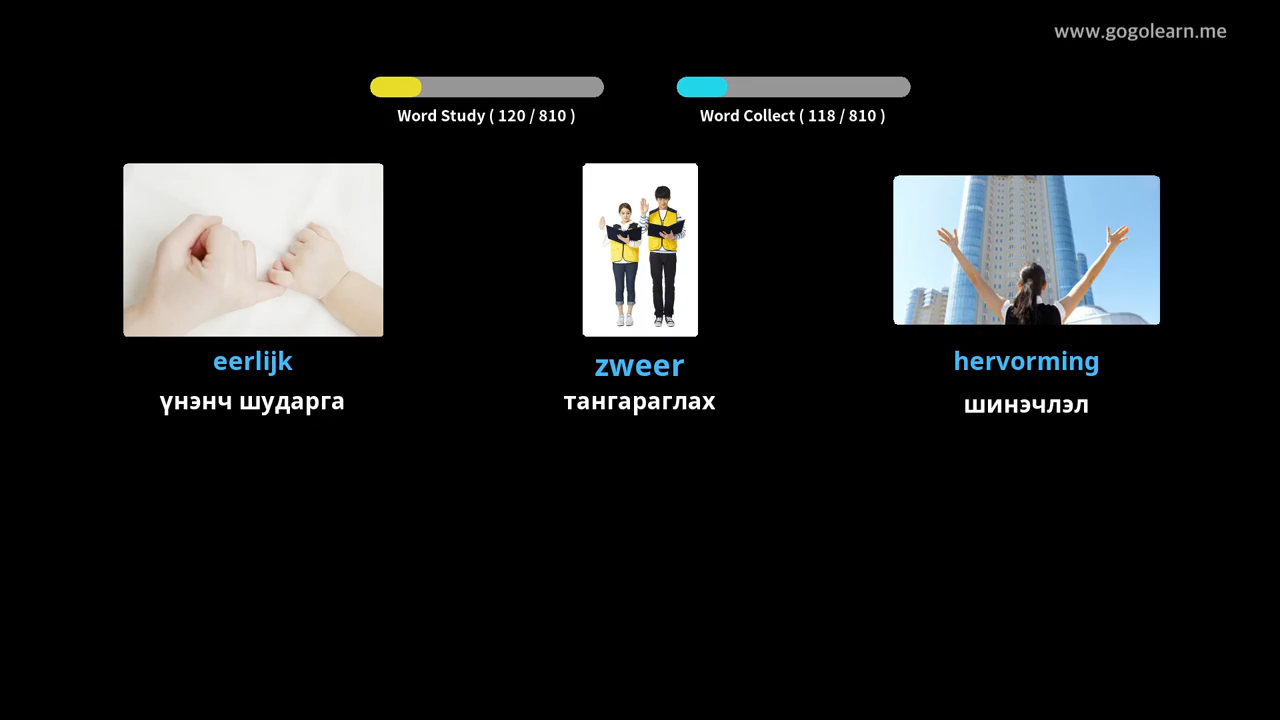 www.gogolearn.me
Word Study ( 120 / 810 )
Word Collect ( 118 / 810 )
eerlijk
үнэнч шударга
zweer
тангараглах
hervorming
шинэчлэл